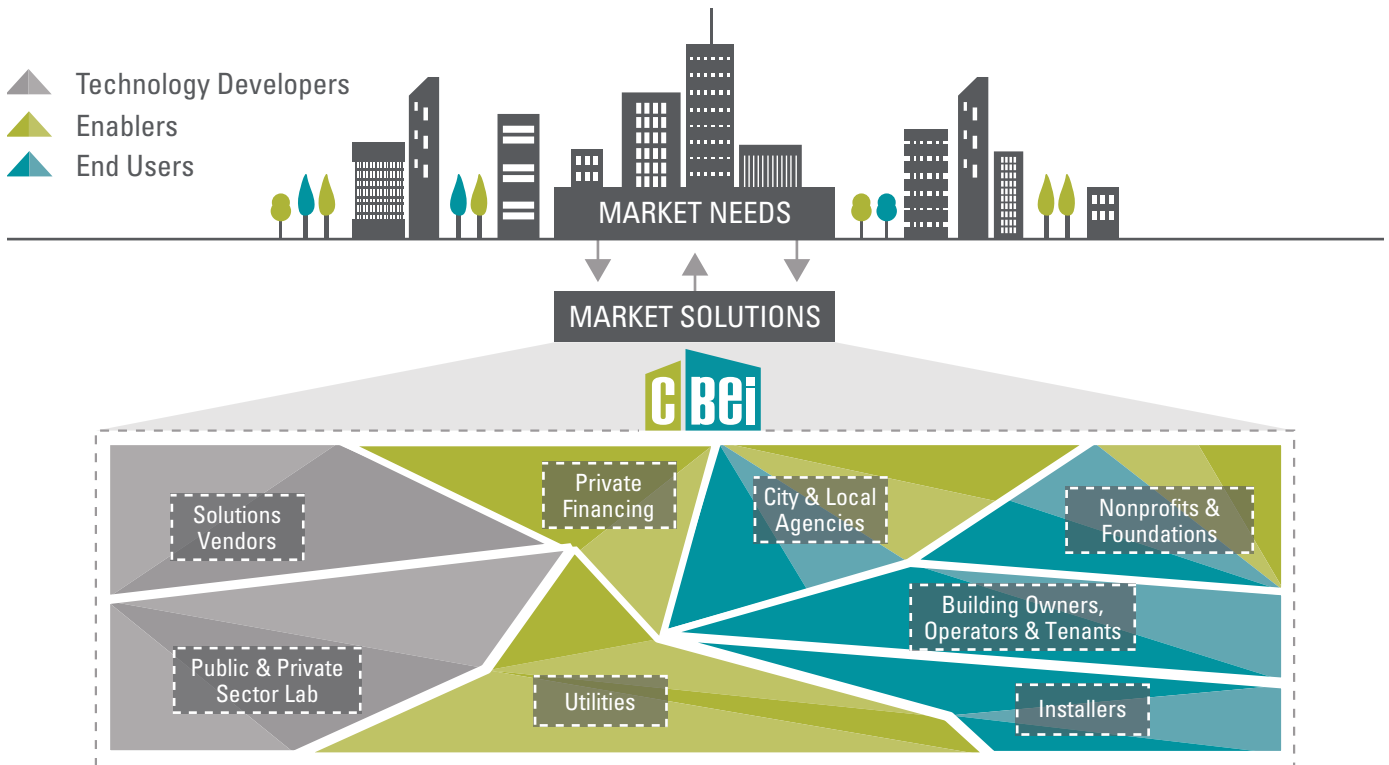 Technology Developers
Enablers
End Users
MARKET NEEDS
MARKET SOLUTIONS
CBEi
Private
Financing
City & Local
Agencies
Nonprofits &
Foundations
Solutions
Vendors
Building Owners,
Operators & Tenants
Public & Private
Sector Lab
Utilities
Installers